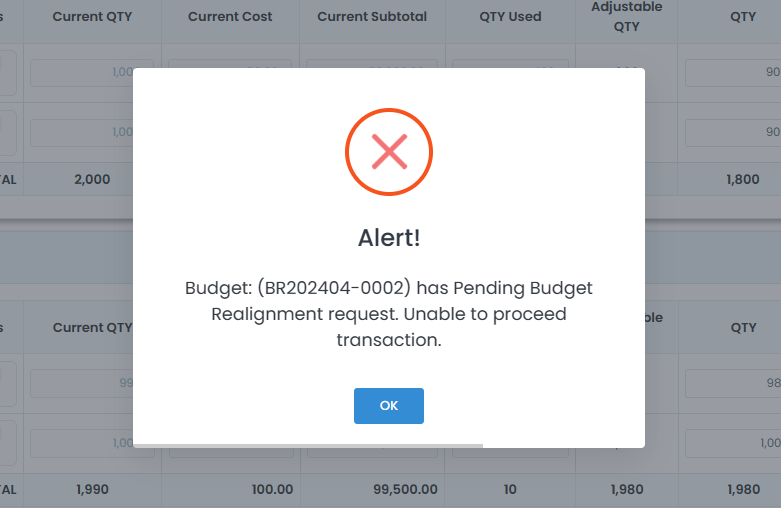 s Current QTY Current Cost Current Subtotal QTY Used Adjustable QTY QTY
1,00 90
1,00 90
AL 2,000 1,800
Alert!
Budget: (BR202404-0002) has Pending Budget
Realignment request. Unable to proceed
transaction.
OK
s Current QTY ble QTY
99 98
1,00 1,00
AL 1,990 100.00 99,500.00 10 1,980 1,980